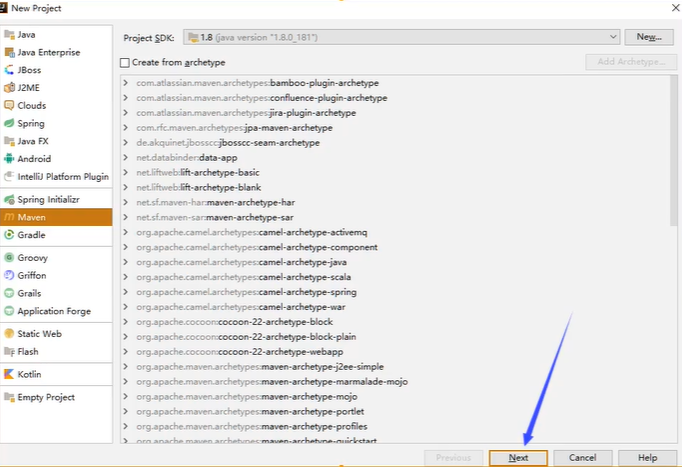 New Project
Java
Java Enterprise
JBoss
J2ME
Clouds
Spring
Java FX
Android
IntelliJ Platform Plugin
Spring Initializr
Maven
Gradle
Groovy
Griffon
Grails
Application Forge
Static Web
Flash
Kotlin
Empty Project
Project SDK: 1.8 (java version "1.8.0_181") New...
Create from archetype Add Archetype...
com.atlassian.maven.archetypes:bamboo-plugin-archetype
com.atlassian.maven.archetypes:confluence-plugin-archetype
com.atlassian.maven.archetypes:jira-plugin-archetype
com.rfc.maven.archetypes:jpa-maven-archetype
de.akquinet.jbosscc:jbosscc-seam-archetype
net.databinder:data-app
net.liftweb:lift-archetype-basic
net.liftweb:lift-archetype-blank
net.sf.maven-har:maven-archetype-har
net.sf.maven-sar:maven-archetype-sar
org.apache.camel.archetypes:camel-archetype-activemq
org.apache.camel.archetypes:camel-archetype-component
org.apache.camel.archetypes:camel-archetype-java
org.apache.camel.archetypes:camel-archetype-scala
org.apache.camel.archetypes:camel-archetype-spring
org.apache.camel.archetypes:camel-archetype-war
org.apache.cocoon:cocoon-22-archetype-block
org.apache.cocoon:cocoon-22-archetype-block-plain
org.apache.cocoon:cocoon-22-archetype-webapp
org.apache.maven.archetypes:maven-archetype-j2ee-simple
org.apache.maven.archetypes:maven-archetype-marmalade-mojo
org.apache.maven.archetypes:maven-archetype-mojo
org.apache.maven.archetypes:maven-archetype-portlet
org.apache.maven.archetypes:maven-archetype-profiles
org.apache.maven.archetypes:maven-archetype-quickstart
Previous Next Cancel Help